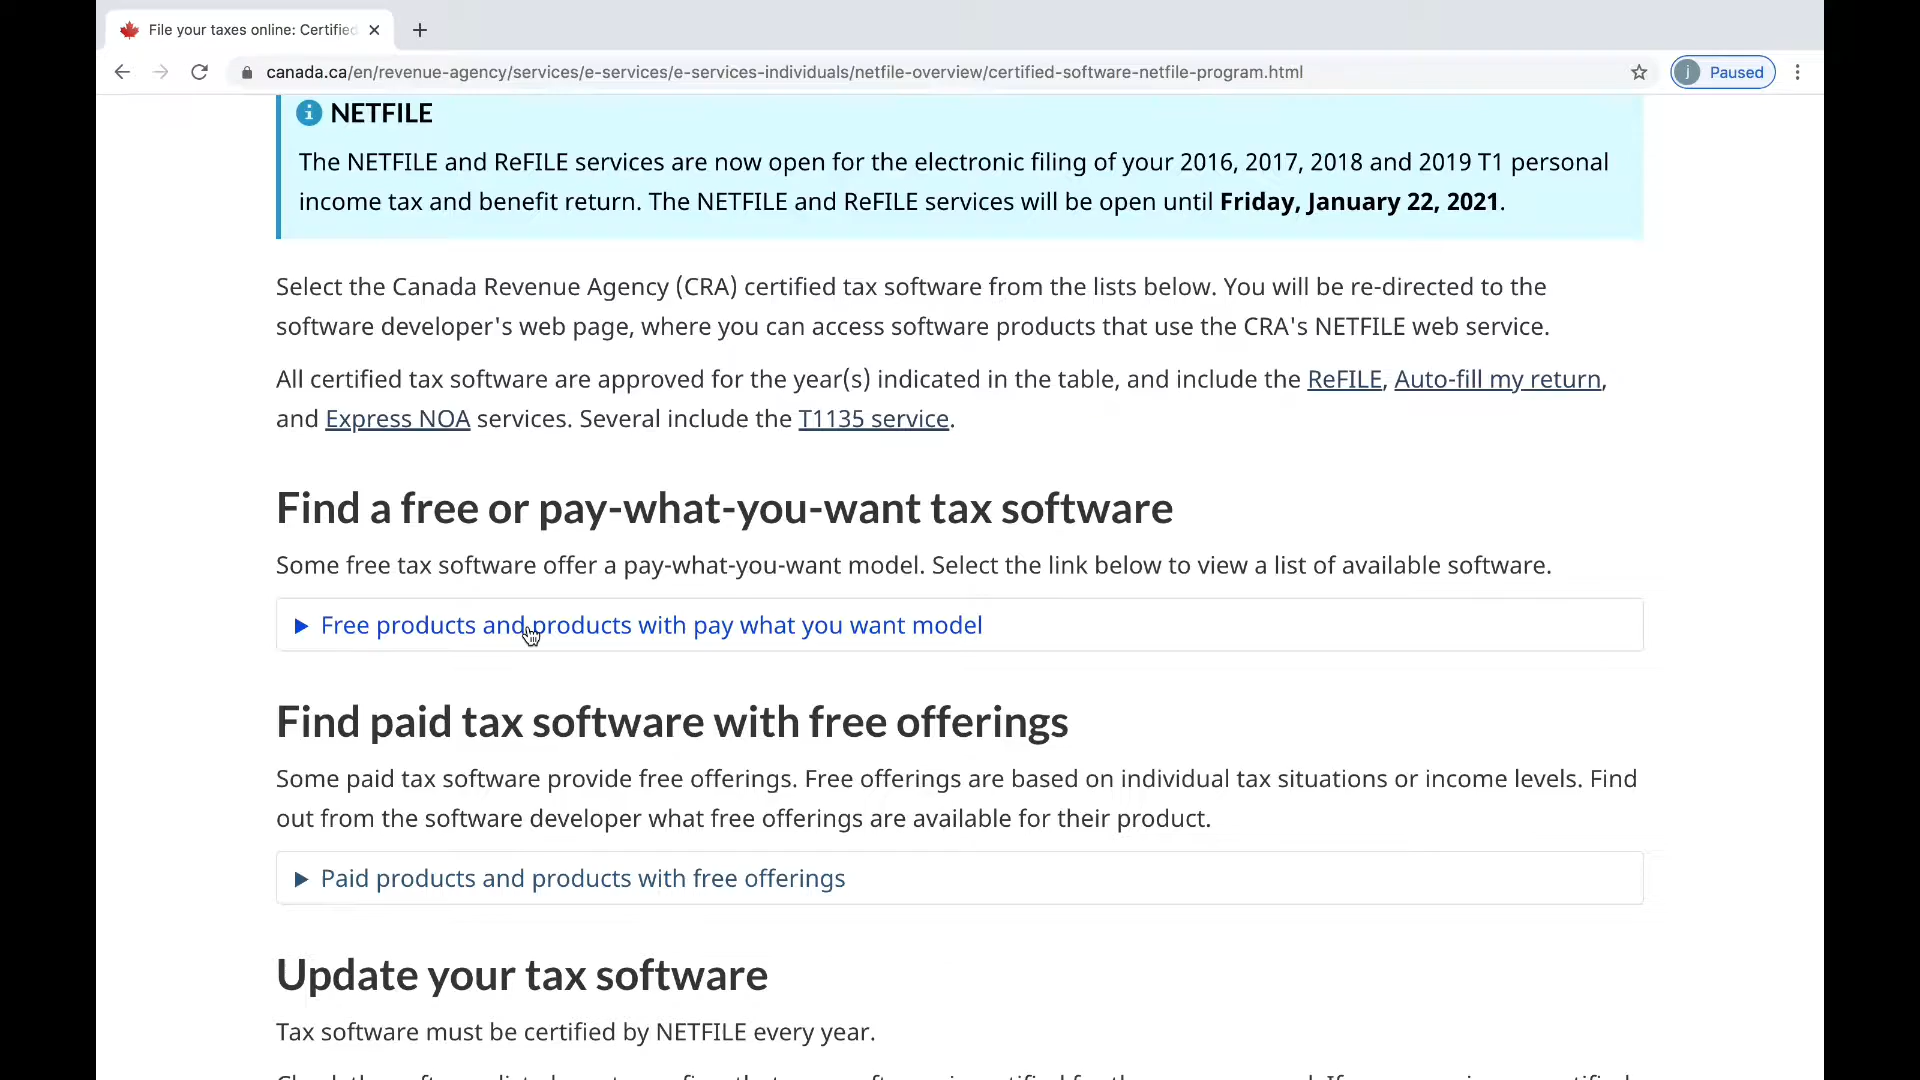 File your taxes online: Certified
canada.ca/en/revenue-agency/services/e-services/e-services-individuals/netfile-overview/certified-software-netfile-program.html
j Paused
NETFILE
The NETFILE and ReFILE services are now open for the electronic filing of your 2016, 2017, 2018 and 2019 T1 personal
income tax and benefit return. The NETFILE and ReFILE services will be open until Friday, January 22, 2021.
Select the Canada Revenue Agency (CRA) certified tax software from the lists below. You will be re-directed to the
software developer's web page, where you can access software products that use the CRA's NETFILE web service.
All certified tax software are approved for the year(s) indicated in the table, and include the ReFILE, Auto-fill my return,
and Express NOA services. Several include the T1135 service.
Find a free or pay-what-you-want tax software
Some free tax software offer a pay-what-you-want model. Select the link below to view a list of available software.
Free products and products with pay what you want model
Find paid tax software with free offerings
Some paid tax software provide free offerings. Free offerings are based on individual tax situations or income levels. Find
out from the software developer what free offerings are available for their product.
Paid products and products with free offerings
Update your tax software
Tax software must be certified by NETFILE every year.